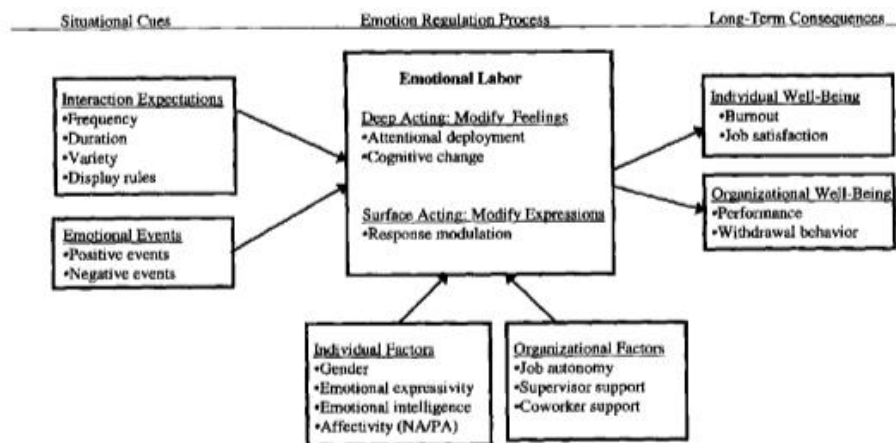 Situational Cues
Emotion Regulation Process
Long-Term Consequences
Interaction Expectations
•Frequency
•Duration
•Variety
•Display rules
Emotional Events
•Positive events
•Negative events
Emotional Labor
Deep Acting: Modify Feelings
•Attentional deployment
•Cognitive change
Surface Acting: Modify Expressions
•Response modulation
Individual Well-Being
•Burnout
•Job satisfaction
Organizational Well-Being
•Performance
•Withdrawal behavior
Individual Factors
•Gender
•Emotional expressivity
•Emotional intelligence
•Affectivity (NA/PA)
Organizational Factors
•Job autonomy
•Supervisor support
•Coworker support